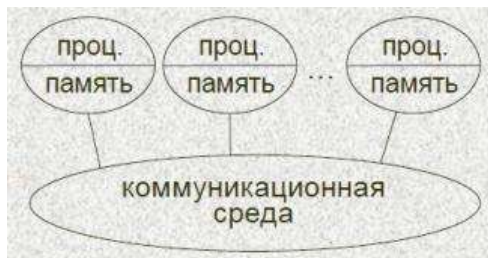 проц. проц. проц.
память память ... память
коммуникационная
среда